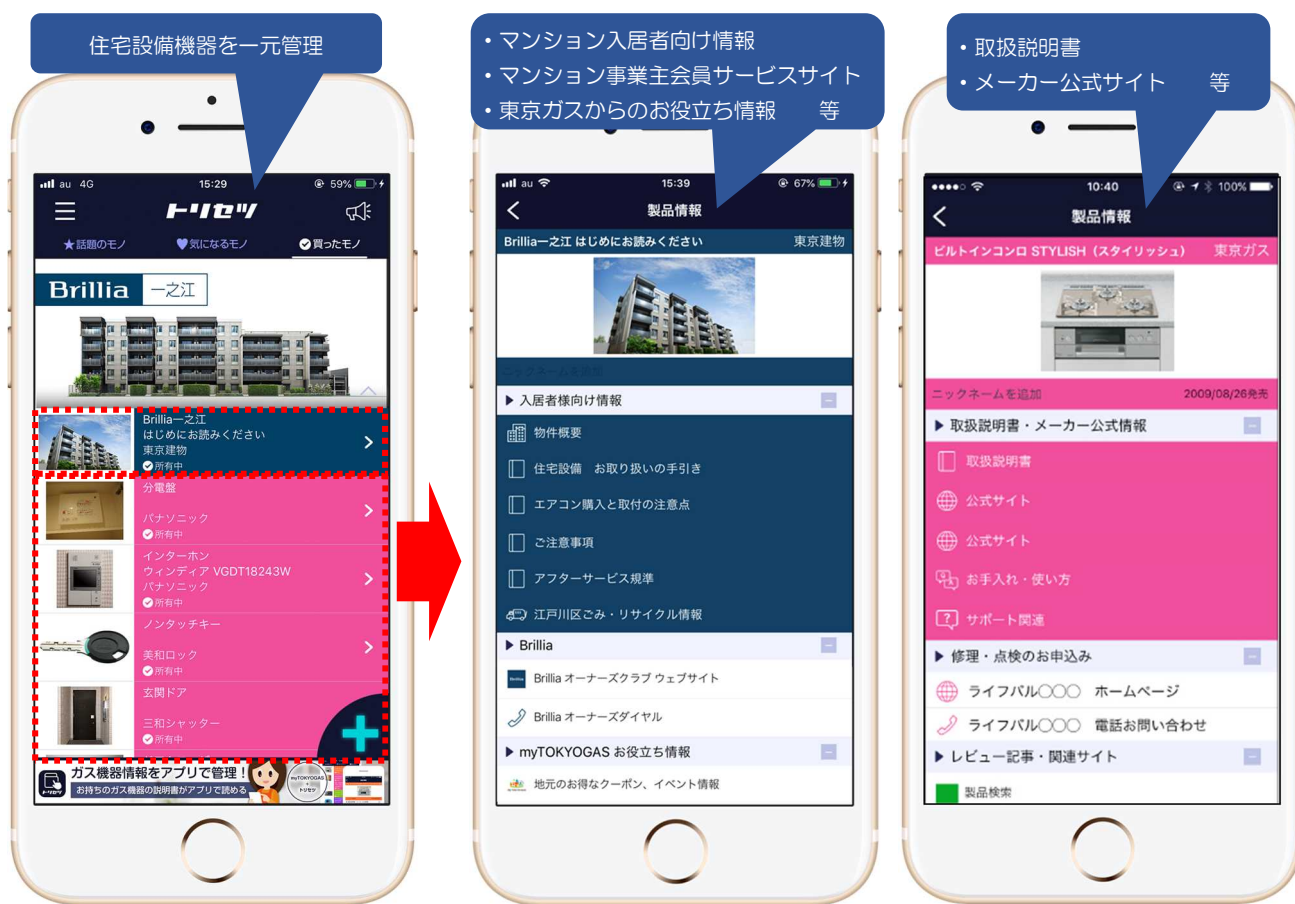 住宅設備機器を一元管理
au 4G 15:29 59%
トリセツ
★話題のモノ ♥気になるモノ 買ったモノ
Brillia 一之江
Brillia一之江
はじめにお読みください
東京建物
所有中
分電盤
パナソニック
所有中
インターホン
ウィンディア VGDT18243W
パナソニック
所有中
ノンタッチキー
美和ロック
所有中
玄関ドア
三和シャッター
所有中
トリセツ
ガス機器情報をアプリで管理!
お持ちのガス機器の説明書がアプリで読める
myTOKYOGAS
+
トリセツ
・マンション入居者向け情報
・マンション事業主会員サービスサイト
・東京ガスからのお役立ち情報 等
au 15:39 67%
製品情報
Brillia一之江 はじめにお読みください 東京建物
ニックネームを追加
▶ 入居者様向け情報
物件概要
住宅設備 お取り扱いの手引き
エアコン購入と取付の注意点
ご注意事項
アフターサービス規準
江戸川区ごみ・リサイクル情報
▶ Brillia
Brillia オーナーズクラブ ウェブサイト
Brillia オーナーズダイヤル
▶ myTOKYOGAS お役立ち情報
地元のお得なクーポン、イベント情報
・取扱説明書
・メーカー公式サイト 等
10:40 100%
製品情報
ビルトインコンロ STYLISH（スタイリッシュ） 東京ガス
ニックネームを追加 2009/08/26発売
▶ 取扱説明書・メーカー公式情報
取扱説明書
公式サイト
公式サイト
お手入れ・使い方
サポート関連
▶ 修理・点検のお申込み
ライフバル〇〇〇 ホームページ
ライフバル〇〇〇 電話お問い合わせ
▶ レビュー記事・関連サイト
製品検索